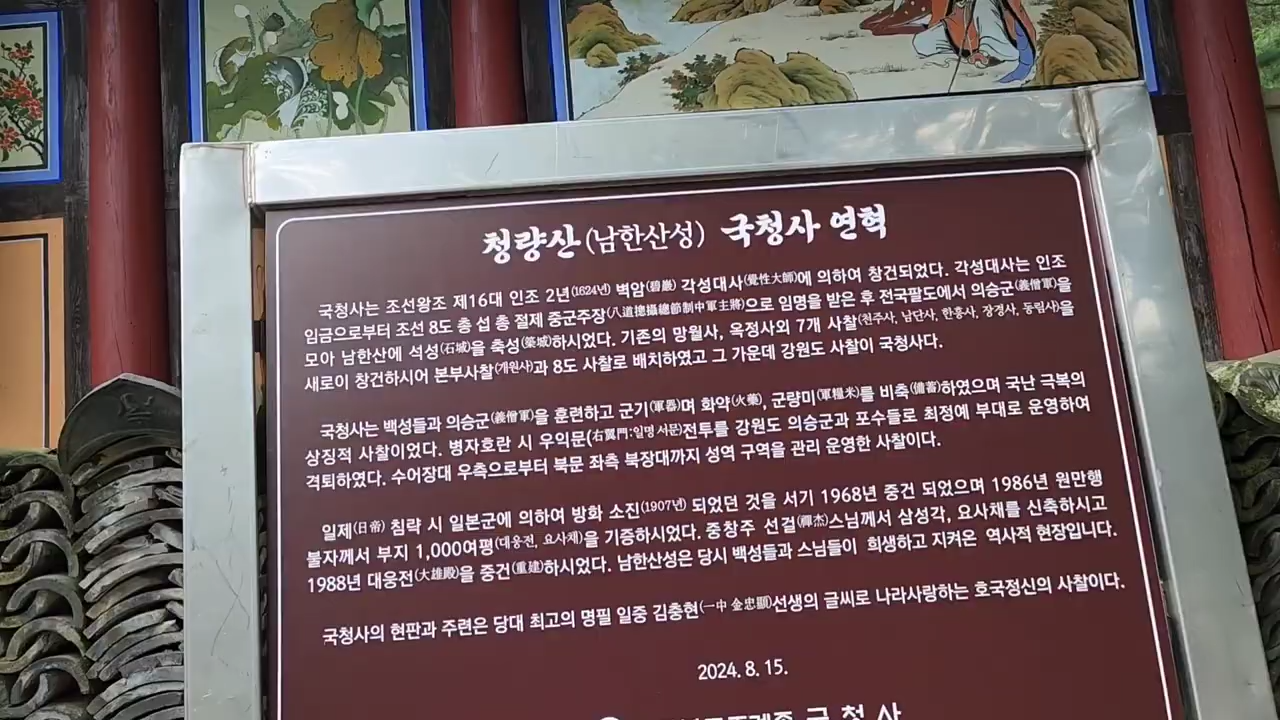 청량산(남한산성) 국청사 연혁
국청사는 조선왕조 제16대 인조 2년(1624년) 벽암(碧巖) 각성대사(覺性大師)에 의하여 창건되었다. 각성대사는 인조
임금으로부터 조선 8도 총 섭 총 절제 중군주장(八道摠攝總節制中軍主將)으로 임명을 받은 후 전국팔도에서 의승군(義僧軍)을
모아 남한산에 석성(石城)을 축성(築城)하시었다. 기존의 망월사, 옥정사외 7개 사찰(천주사, 남단사, 한흥사, 장경사, 동림사)을
새로이 창건하시어 본부사찰(개원사)과 8도 사찰로 배치하였고 그 가운데 강원도 사찰이 국청사다.
국청사는 백성들과 의승군(義僧軍)을 훈련하고 군기(軍器)며 화약(火藥), 군량미(軍糧米)를 비축(備蓄)하였으며 국난 극복의
상징적 사찰이었다. 병자호란 시 우익문(右翼門:일명 서문)전투를 강원도 의승군과 포수들로 최정예 부대로 운영하여
격퇴하였다. 수어장대 우측으로부터 북문 좌측 북장대까지 성역 구역을 관리 운영한 사찰이다.
일제(日帝) 침략 시 일본군에 의하여 방화 소진(1907년) 되었던 것을 서기 1968년 중건 되었으며 1986년 원만행
불자께서 부지 1,000여평(대웅전, 요사채)을 기증하시었다. 중창주 선걸(禪杰)스님께서 삼성각, 요사채를 신축하시고
1988년 대웅전(大雄殿)을 중건(重建)하시었다. 남한산성은 당시 백성들과 스님들이 희생하고 지켜온 역사적 현장입니다.
국청사의 현판과 주련은 당대 최고의 명필 일중 김충현(一中 金忠顯)선생의 글씨로 나라사랑하는 호국정신의 사찰이다.
2024. 8. 15.
국 청 사